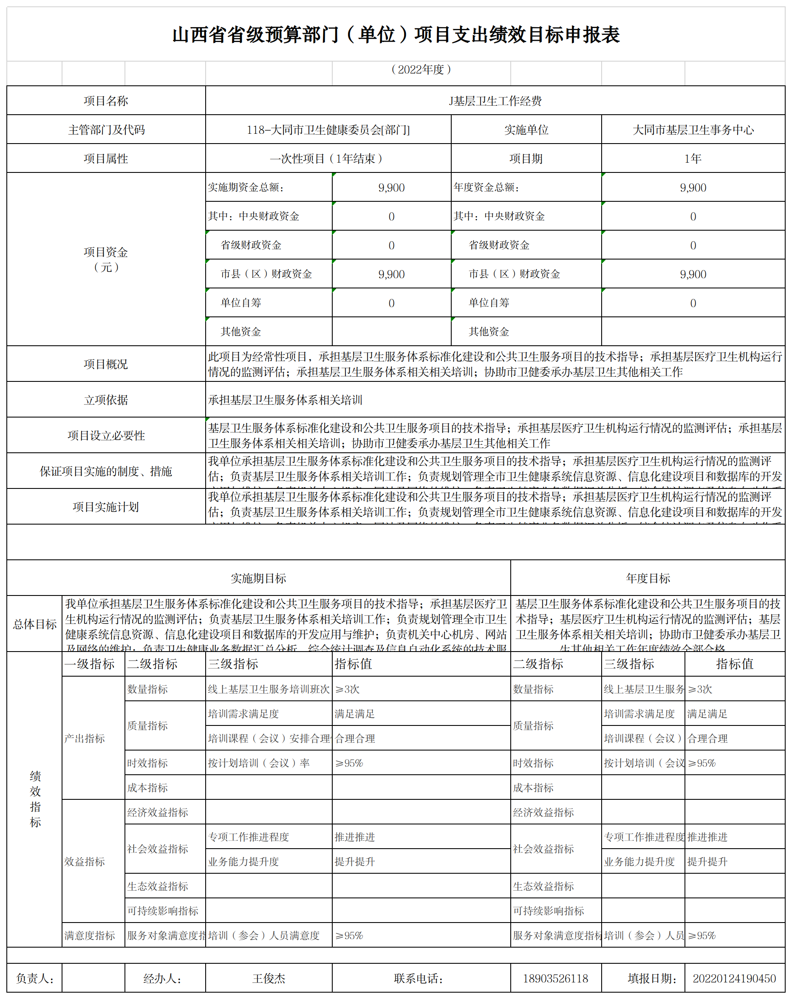 山西省省级预算部门（单位）项目支出绩效目标申报表
（2022年度）
项目名称 J基层卫生工作经费
主管部门及代码 118-大同市卫生健康委员会[部门] 实施单位 大同市基层卫生事务中心
项目属性 一次性项目（1年结束） 项目期 1年
项目资金
（元）
实施期资金总额： 9,900 年度资金总额： 9,900
其中：中央财政资金 0 其中：中央财政资金 0
省级财政资金 0 省级财政资金 0
市县（区）财政资金 9,900 市县（区）财政资金 9,900
单位自筹 0 单位自筹 0
其他资金 其他资金
项目概况
此项目为经常性项目，承担基层卫生服务体系标准化建设和公共卫生服务项目的技术指导；承担基层医疗卫生机构运行
情况的监测评估；承担基层卫生服务体系相关相关培训；协助市卫健委承办基层卫生其他相关工作
立项依据 承担基层卫生服务体系相关培训
项目设立必要性
基层卫生服务体系标准化建设和公共卫生服务项目的技术指导；承担基层医疗卫生机构运行情况的监测评估；承担基层
卫生服务体系相关相关培训；协助市卫健委承办基层卫生其他相关工作
保证项目实施的制度、措施
我单位承担基层卫生服务体系标准化建设和公共卫生服务项目的技术指导；承担基层医疗卫生机构运行情况的监测评
估；负责基层卫生服务体系相关培训工作；负责规划管理全市卫生健康系统信息资源、信息化建设项目和数据库的开发
项目实施计划
我单位承担基层卫生服务体系标准化建设和公共卫生服务项目的技术指导；承担基层医疗卫生机构运行情况的监测评
估；负责基层卫生服务体系相关培训工作；负责规划管理全市卫生健康系统信息资源、信息化建设项目和数据库的开发
实施期目标 年度目标
总体目标
我单位承担基层卫生服务体系标准化建设和公共卫生服务项目的技术指导；承担基层医疗卫
生机构运行情况的监测评估；负责基层卫生服务体系相关培训工作；负责规划管理全市卫生
健康系统信息资源、信息化建设项目和数据库的开发应用与维护；负责机关中心机房、网站
及网络的维护；负责卫生健康业务数据汇总分析、综合统计调查及信息自动化系统的技术服
基层卫生服务体系标准化建设和公共卫生服务项目的技
术指导；基层医疗卫生机构运行情况的监测评估；基层
卫生服务体系相关相关培训；协助市卫健委承办基层卫
生其他相关工作年度绩效全部合格
绩效指标
一级指标 二级指标 三级指标 指标值 二级指标 三级指标 指标值
产出指标
数量指标 线上基层卫生服务培训班次 ≥3次 数量指标 线上基层卫生服务 ≥3次
质量指标 培训需求满足度 满足满足 质量指标 培训需求满足度 满足满足
培训课程（会议）安排合理 合理合理 培训课程（会议） 合理合理
时效指标 按计划培训（会议）率 ≥95% 时效指标 按计划培训（会议 ≥95%
成本指标 成本指标
效益指标
经济效益指标 经济效益指标
社会效益指标 专项工作推进程度 推进推进 社会效益指标 专项工作推进程度 推进推进
业务能力提升度 提升提升 业务能力提升度 提升提升
生态效益指标 生态效益指标
可持续影响指标 可持续影响指标
满意度指标 服务对象满意度指 培训（参会）人员满意度 ≥95% 服务对象满意度指标 培训（参会）人员 ≥95%
负责人： 经办人： 王俊杰 联系电话： 18903526118 填报日期： 20220124190450